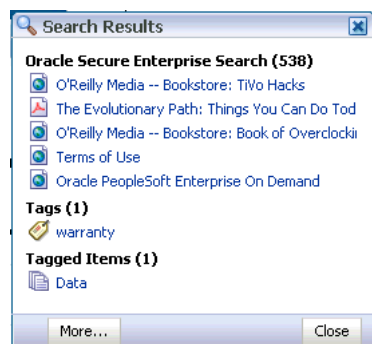 Search Results
Oracle Secure Enterprise Search (538)
O'Reilly Media -- Bookstore: TiVo Hacks
The Evolutionary Path: Things You Can Do Tod
O'Reilly Media -- Bookstore: Book of Overclockin
Terms of Use
Oracle PeopleSoft Enterprise On Demand
Tags (1)
warranty
Tagged Items (1)
Data
More...
Close